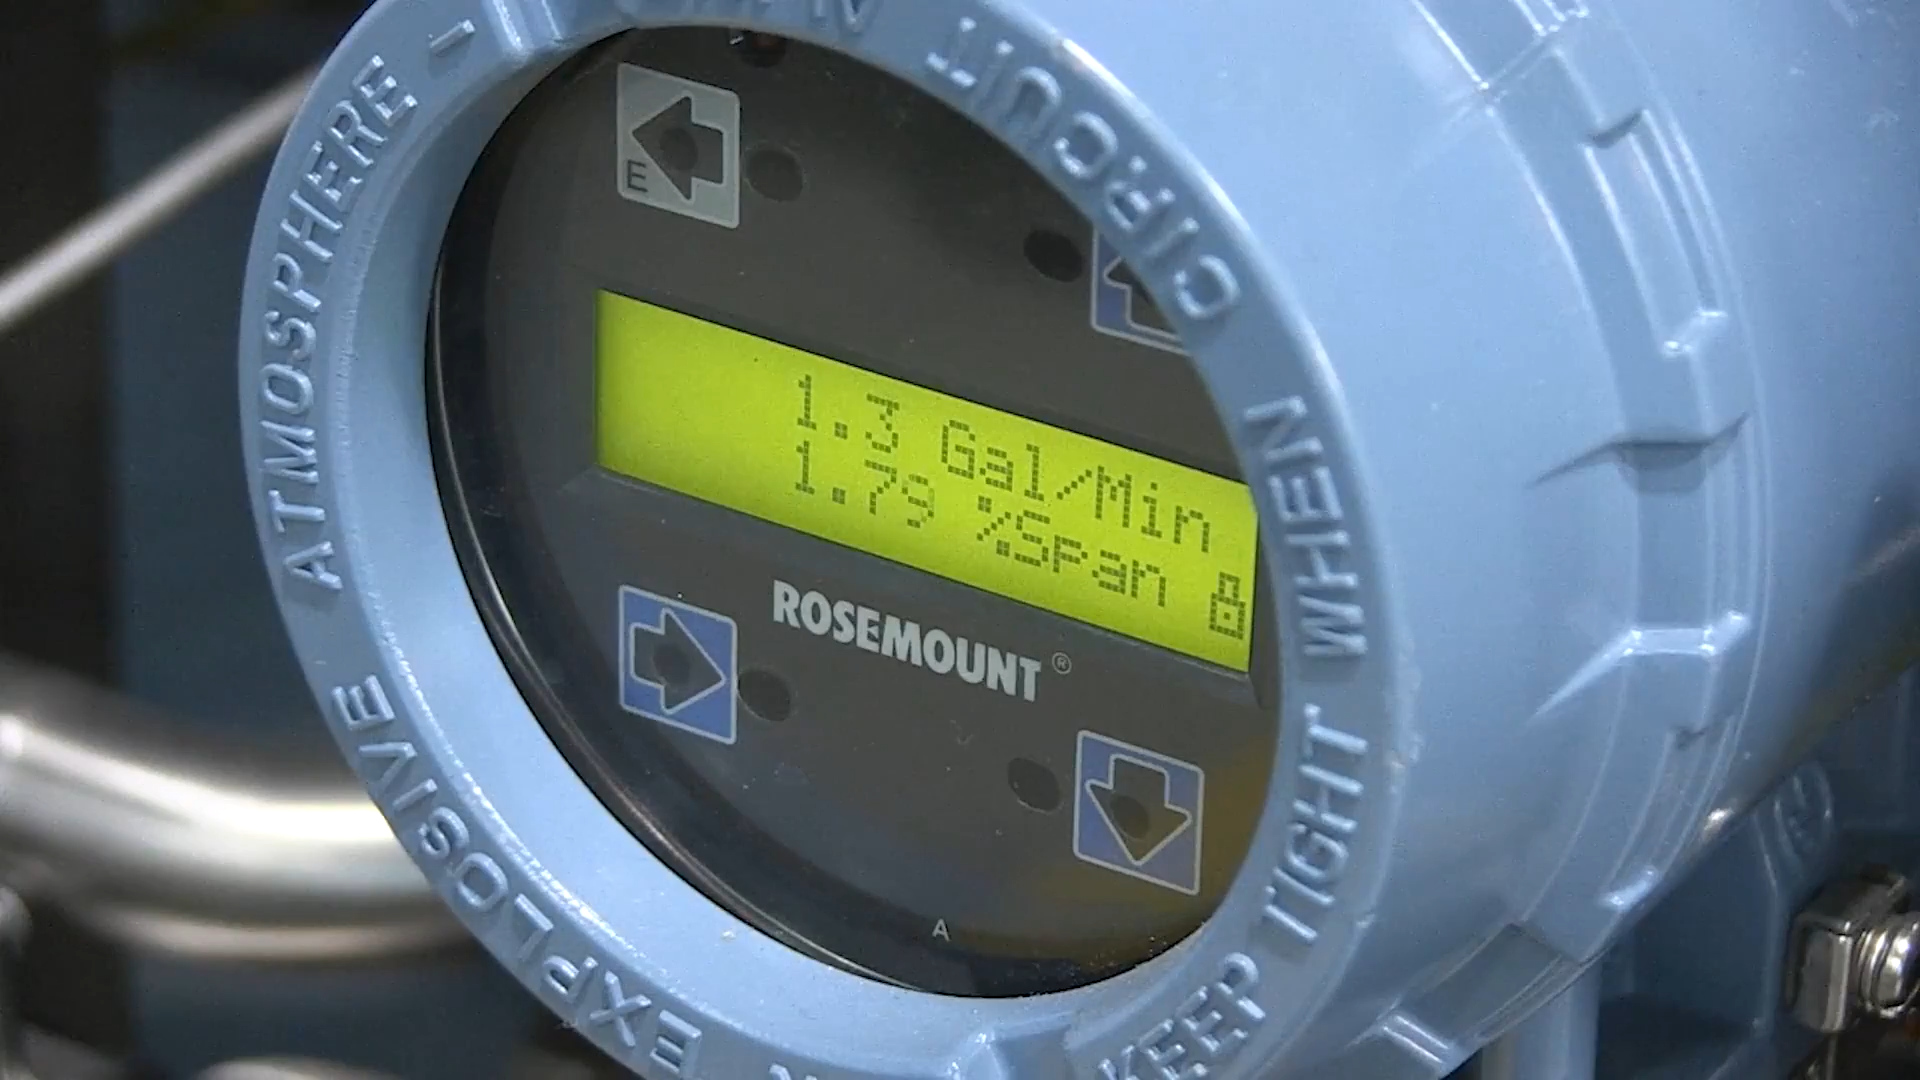 E
1.3 Gal/Min
1.79 %Span
ROSEMOUNT®
A
ATMOSPHERE -
EXPLOSIVE
KEEP TIGHT WHEN
CIRCUIT